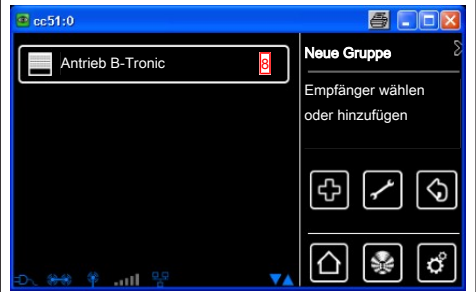 cc51:0
Antrieb B-Tronic
8
Neue Gruppe
Empfänger wählen
oder hinzufügen